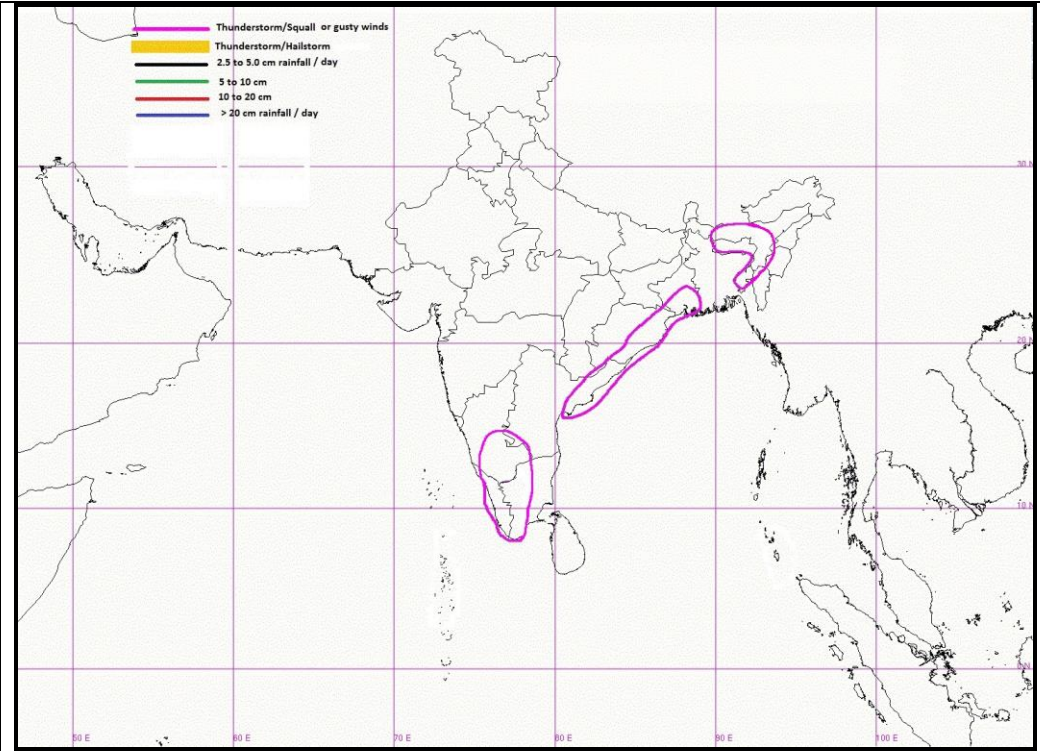 Thunderstorm/Squall or gusty winds
Thunderstorm/Hailstorm
2.5 to 5.0 cm rainfall / day
5 to 10 cm
10 to 20 cm
> 20 cm rainfall / day
30 N
20 N
10 N
0 N
50 E
60 E
70 E
80 E
90 E
100 E